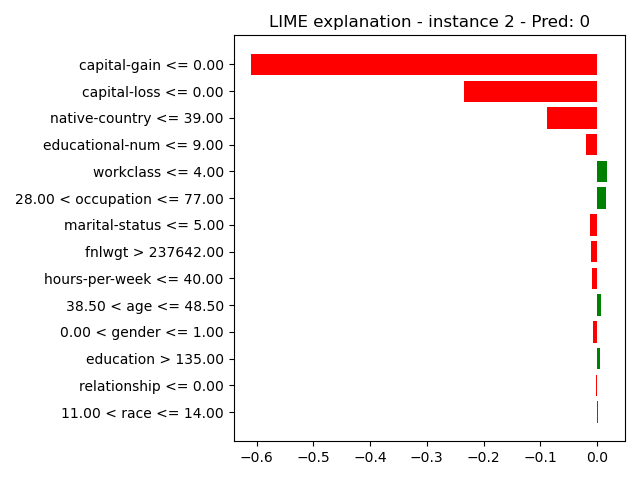 LIME explanation - instance 2 - Pred: 0
capital-gain <= 0.00
capital-loss <= 0.00
native-country <= 39.00
educational-num <= 9.00
workclass <= 4.00
28.00 < occupation <= 77.00
marital-status <= 5.00
fnlwgt > 237642.00
hours-per-week <= 40.00
38.50 < age <= 48.50
0.00 < gender <= 1.00
education > 135.00
relationship <= 0.00
11.00 < race <= 14.00
−0.6 −0.5 −0.4 −0.3 −0.2 −0.1 0.0